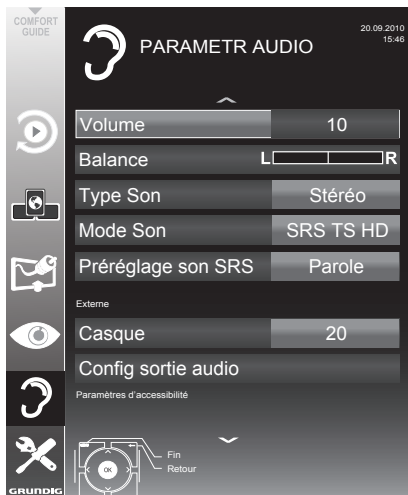 COMFORT
GUIDE
PARAMETR AUDIO
20.09.2010
15:46
Volume 10
Balance L R
Type Son Stéréo
Mode Son SRS TS HD
Préréglage son SRS Parole
Externe
Casque 20
Config sortie audio
Paramètres d'accessibilité
Fin
OK
Retour
GRUNDIG